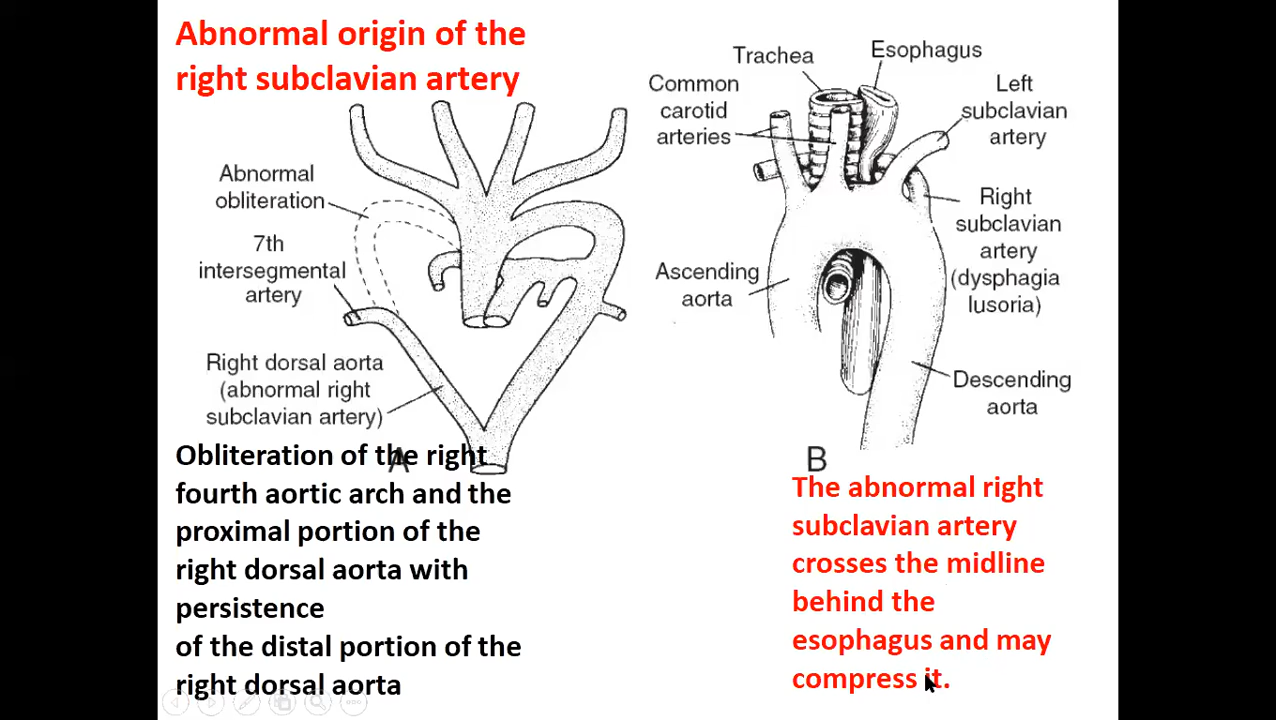 Abnormal origin of the
right subclavian artery
Abnormal
obliteration
7th
intersegmental
artery
Right dorsal aorta
(abnormal right
subclavian artery)
A
Obliteration of the right
fourth aortic arch and the
proximal portion of the
right dorsal aorta with
persistence
of the distal portion of the
right dorsal aorta
Trachea
Esophagus
Common
carotid
arteries
Left
subclavian
artery
Right
subclavian
artery
(dysphagia
lusoria)
Ascending
aorta
Descending
aorta
B
The abnormal right
subclavian artery
crosses the midline
behind the
esophagus and may
compress it.